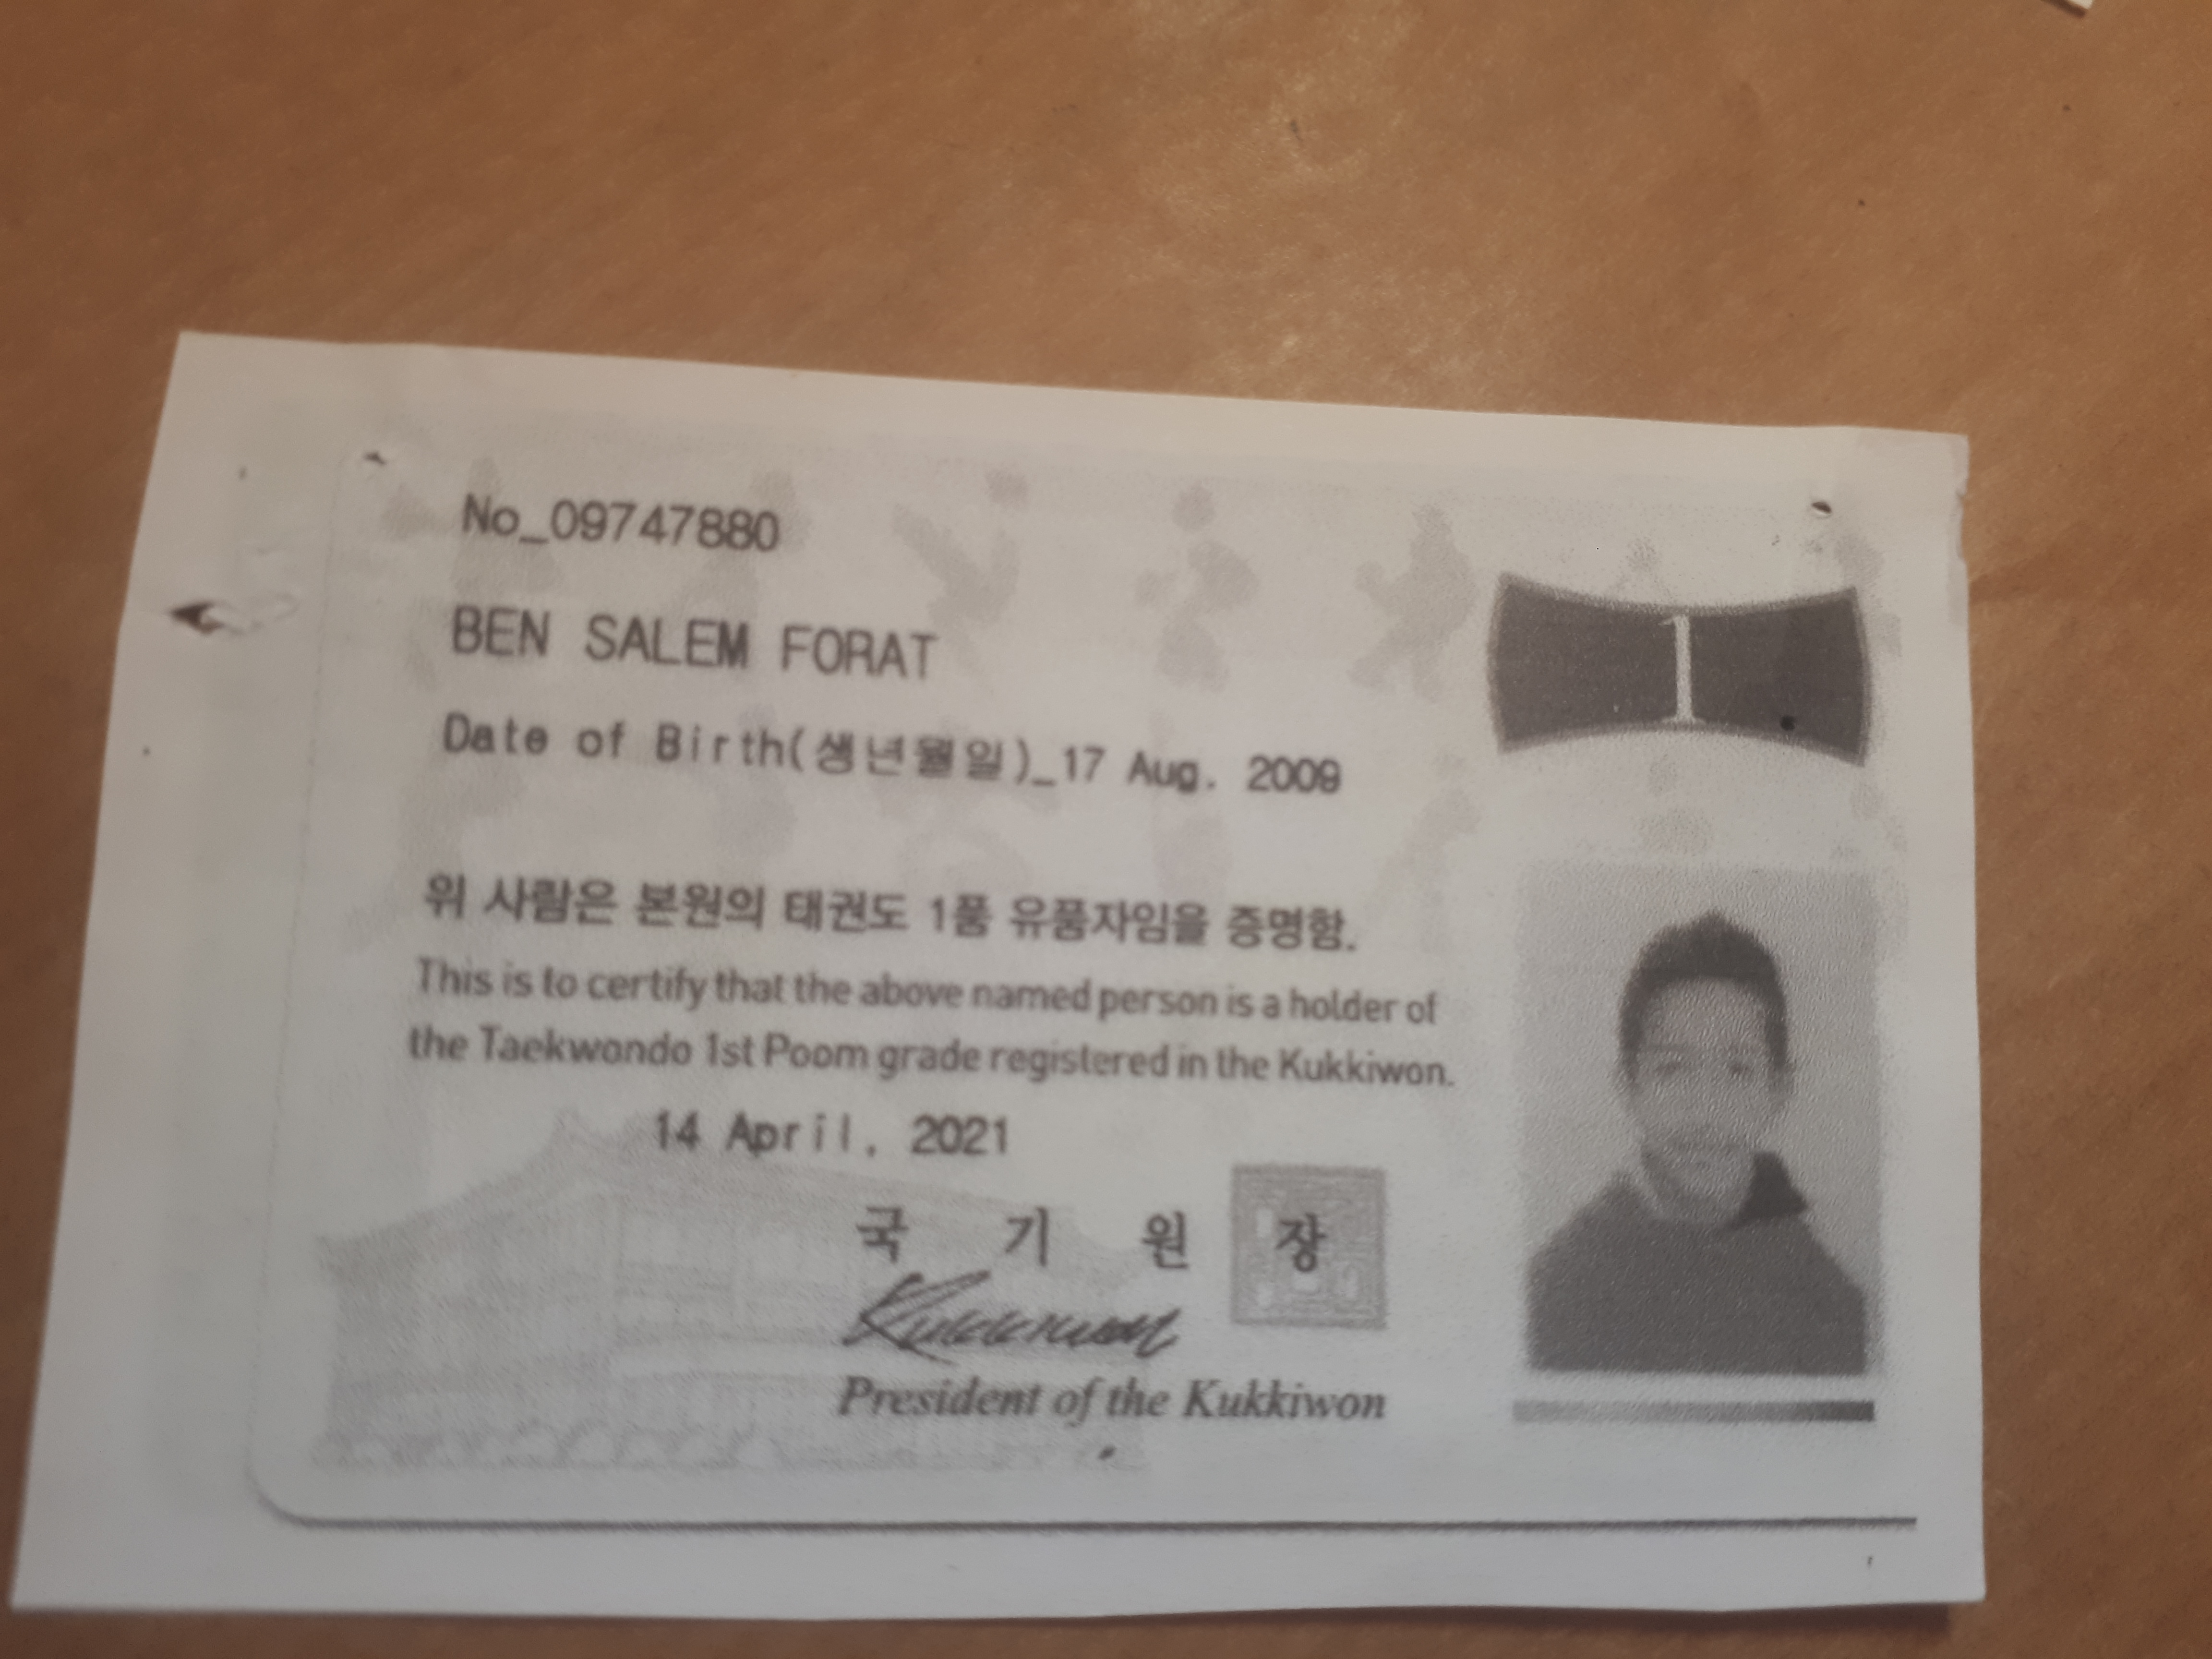 No_09747880
BEN SALEM FORAT
Date of Birth(생년월일)_17 Aug. 2009
1
위 사람은 본원의 태권도 1품 유품자임을 증명함.
This is to certify that the above named person is a holder of
the Taekwondo 1st Poom grade registered in the Kukkiwon.
14 April, 2021
국 기 원 장
Kukkiwon
President of the Kukkiwon